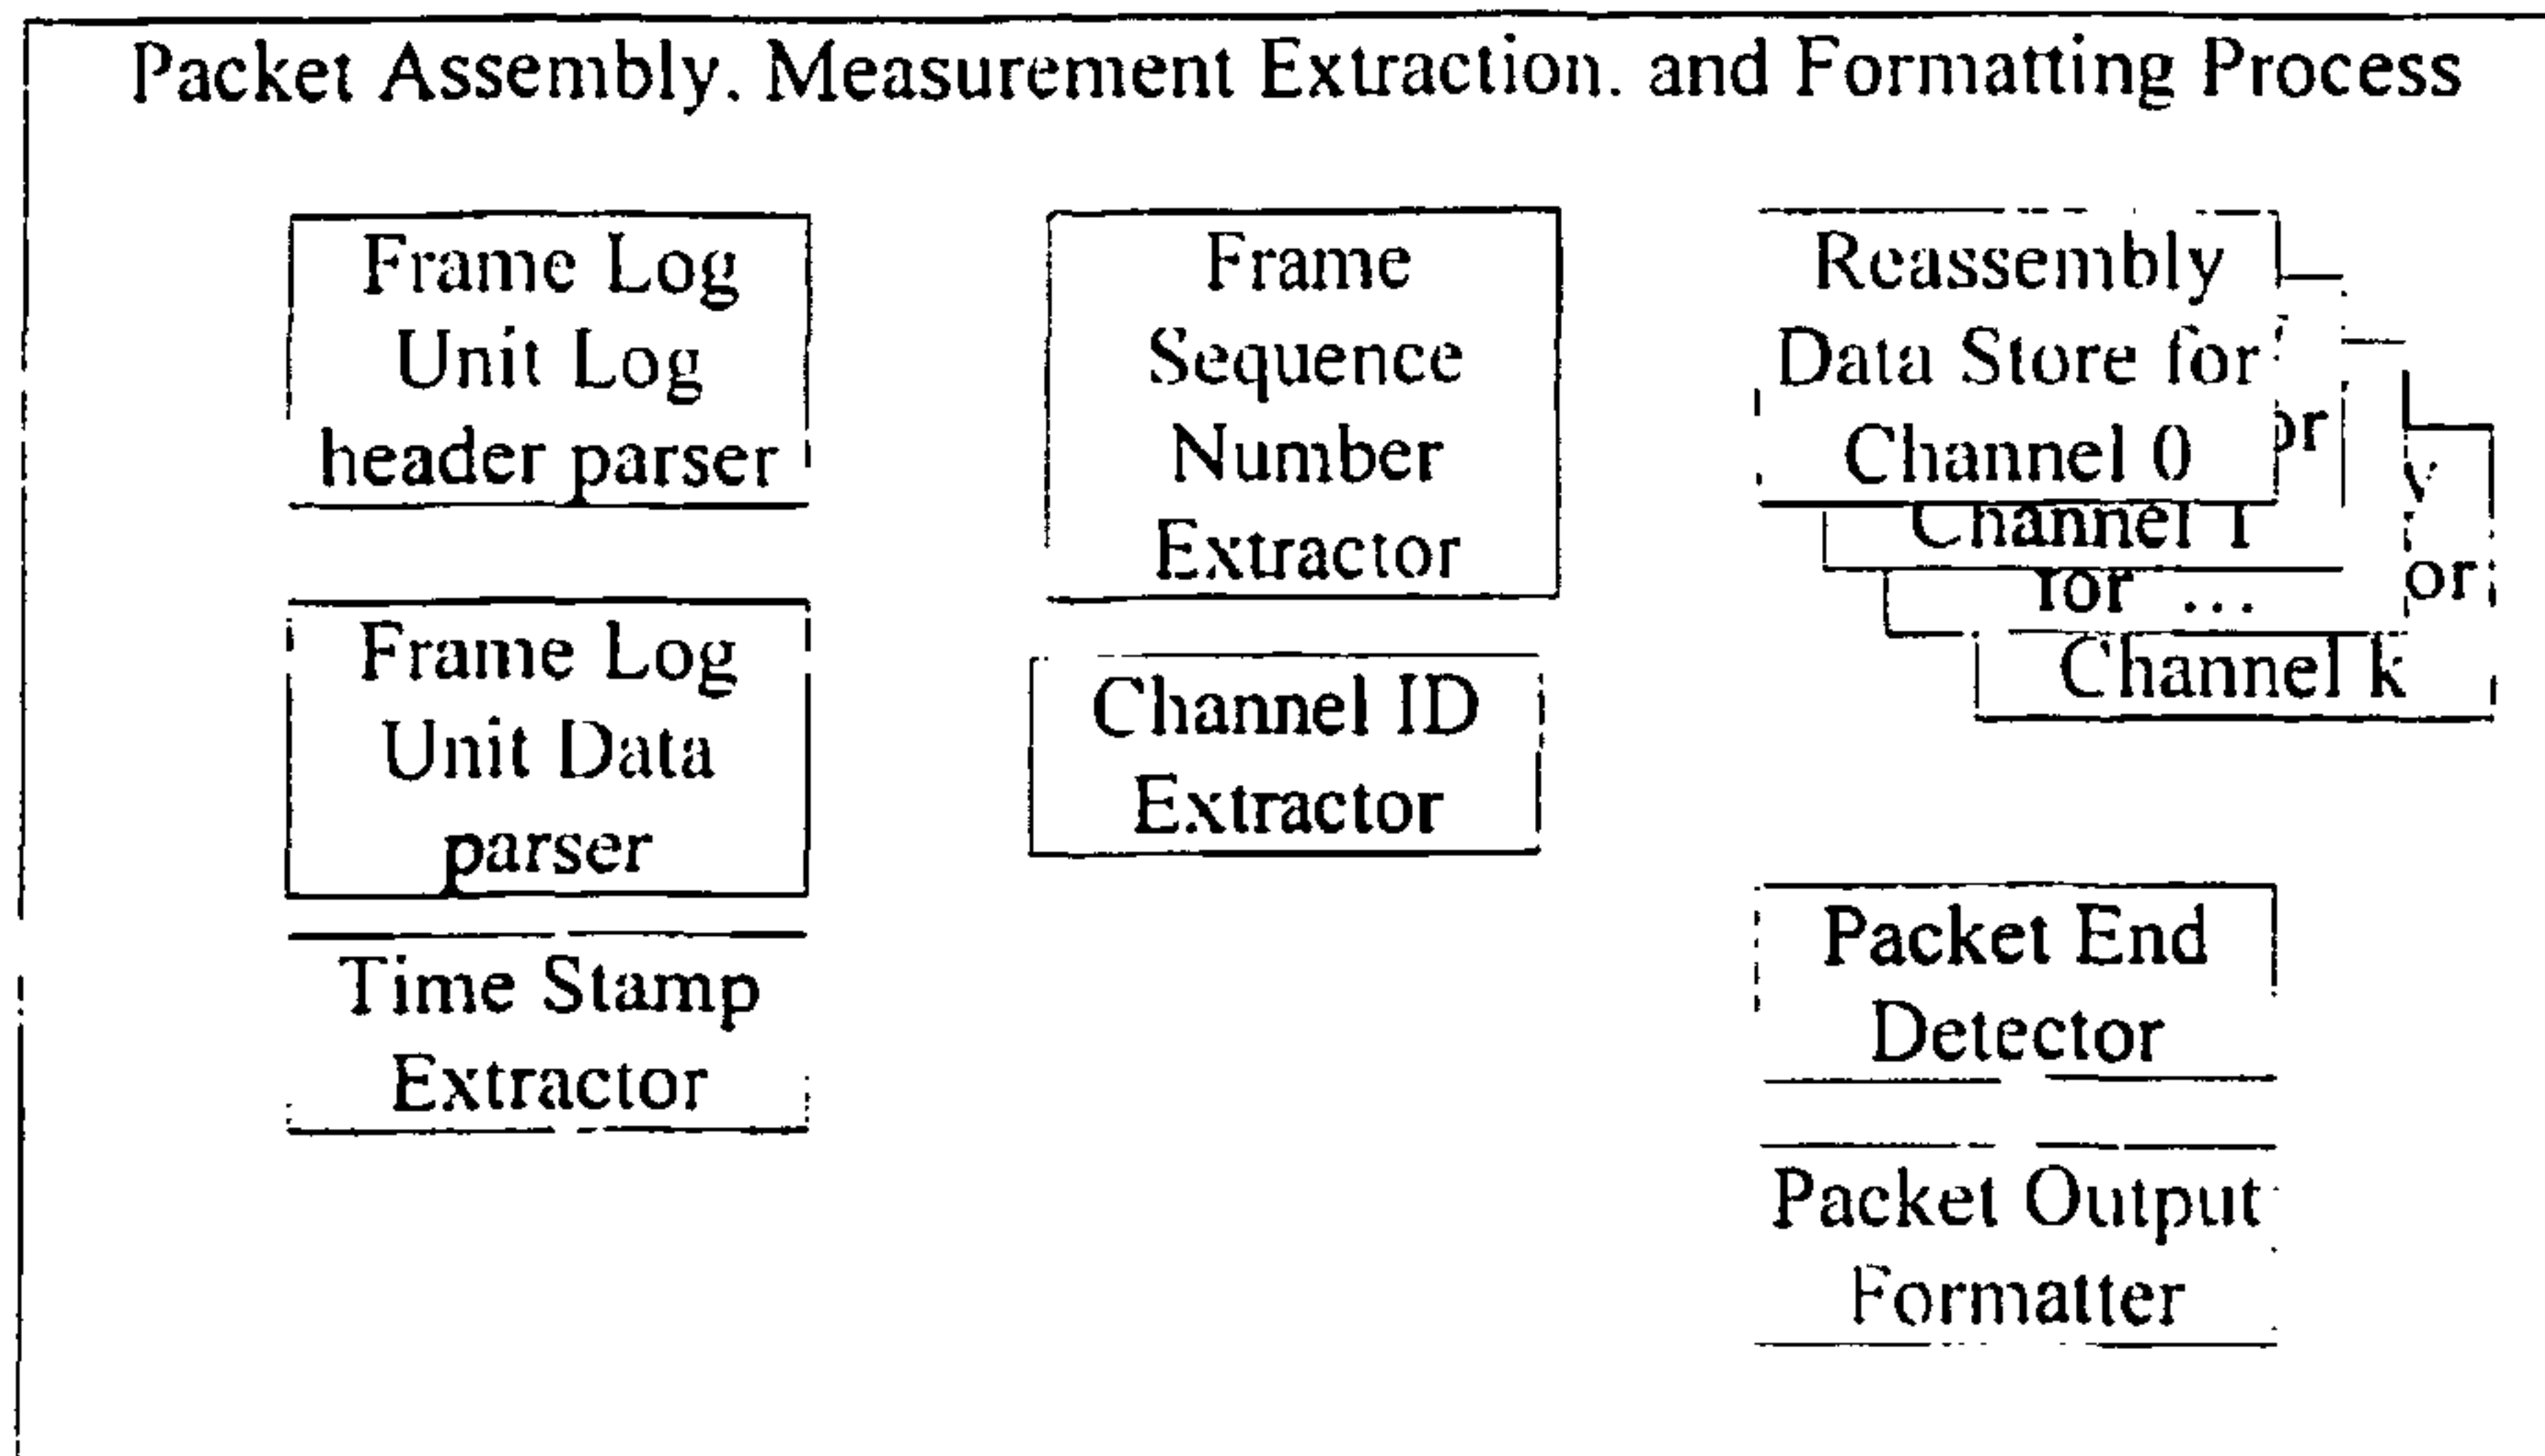 Packet Assembly, Measurement Extraction, and Formatting Process
Frame Log
Unit Log
header parser
Frame Log
Unit Data
parser
Time Stamp
Extractor
Frame
Sequence
Number
Extractor
Channel ID
Extractor
Reassembly
Data Store for
Channel 0
or
Channel 1
for ...
y
or
Channel k
Packet End
Detector
Packet Output
Formatter